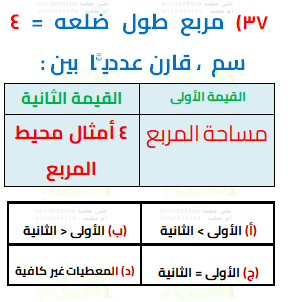 ٣٧) مربع طول ضلعه = ٤
سم ، قارن عدديًا بين :
القيمة الأولى
القيمة الثانية
مساحة المربع
٤ أمثال محيط
المربع
(أ) الأولى > الثانية
(ب) الأولى < الثانية
(ج) الأولى = الثانية
(د) المعطيات غير كافية